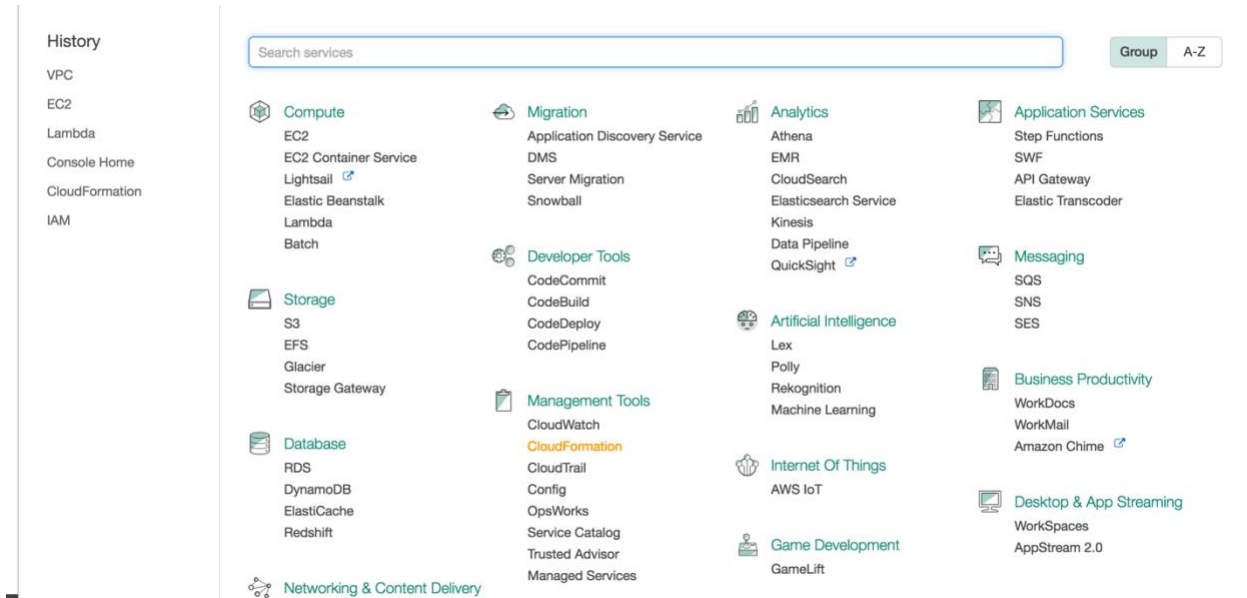 History
VPC
EC2
Lambda
Console Home
CloudFormation
IAM
Search services
Group
A-Z
Compute
EC2
EC2 Container Service
Lightsail
Elastic Beanstalk
Lambda
Batch
Storage
S3
EFS
Glacier
Storage Gateway
Database
RDS
DynamoDB
ElastiCache
Redshift
Networking & Content Delivery
Migration
Application Discovery Service
DMS
Server Migration
Snowball
Developer Tools
CodeCommit
CodeBuild
CodeDeploy
CodePipeline
Management Tools
CloudWatch
CloudFormation
CloudTrail
Config
OpsWorks
Service Catalog
Trusted Advisor
Managed Services
Analytics
Athena
EMR
CloudSearch
Elasticsearch Service
Kinesis
Data Pipeline
QuickSight
Artificial Intelligence
Lex
Polly
Rekognition
Machine Learning
Internet Of Things
AWS IoT
Game Development
GameLift
Application Services
Step Functions
SWF
API Gateway
Elastic Transcoder
Messaging
SQS
SNS
SES
Business Productivity
WorkDocs
WorkMail
Amazon Chime
Desktop & App Streaming
WorkSpaces
AppStream 2.0